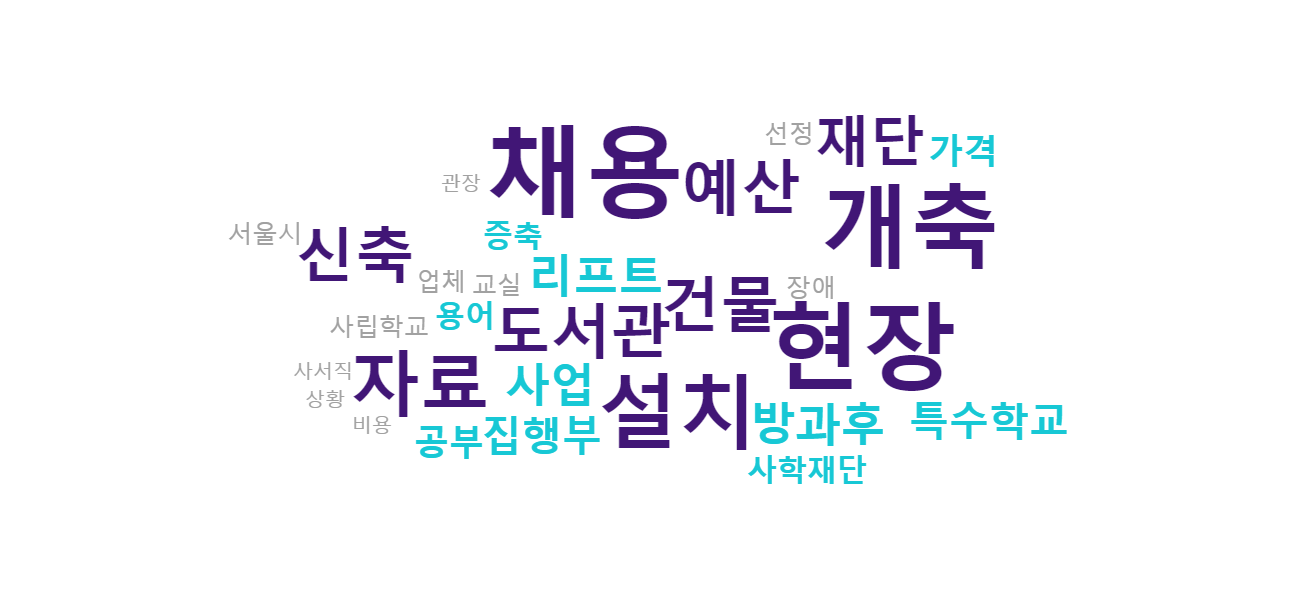 선정 재단 가격
채용 예산
관장
개축
서울시 신축 증축
리프트
업체 교실 건물 장애
사립학교 용어 도서관 현장
사서직 자료 사업 설치
상황
비용 공부 집행부 방과후 특수학교
사학재단